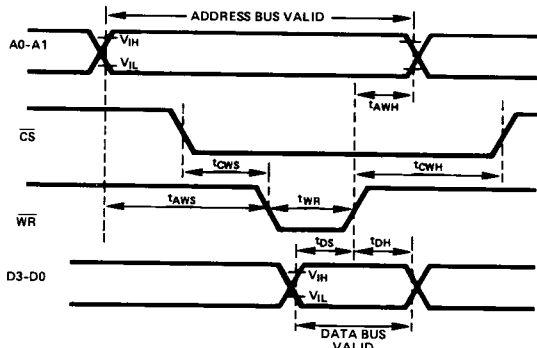 ADDRESS BUS VALID
A0-A1
VIH
VIL
tAWH
CS
tCWS
tCWH
tAWS
tWR
WR
tDS
tDH
D3-D0
VIH
VIL
DATA BUS
VALID